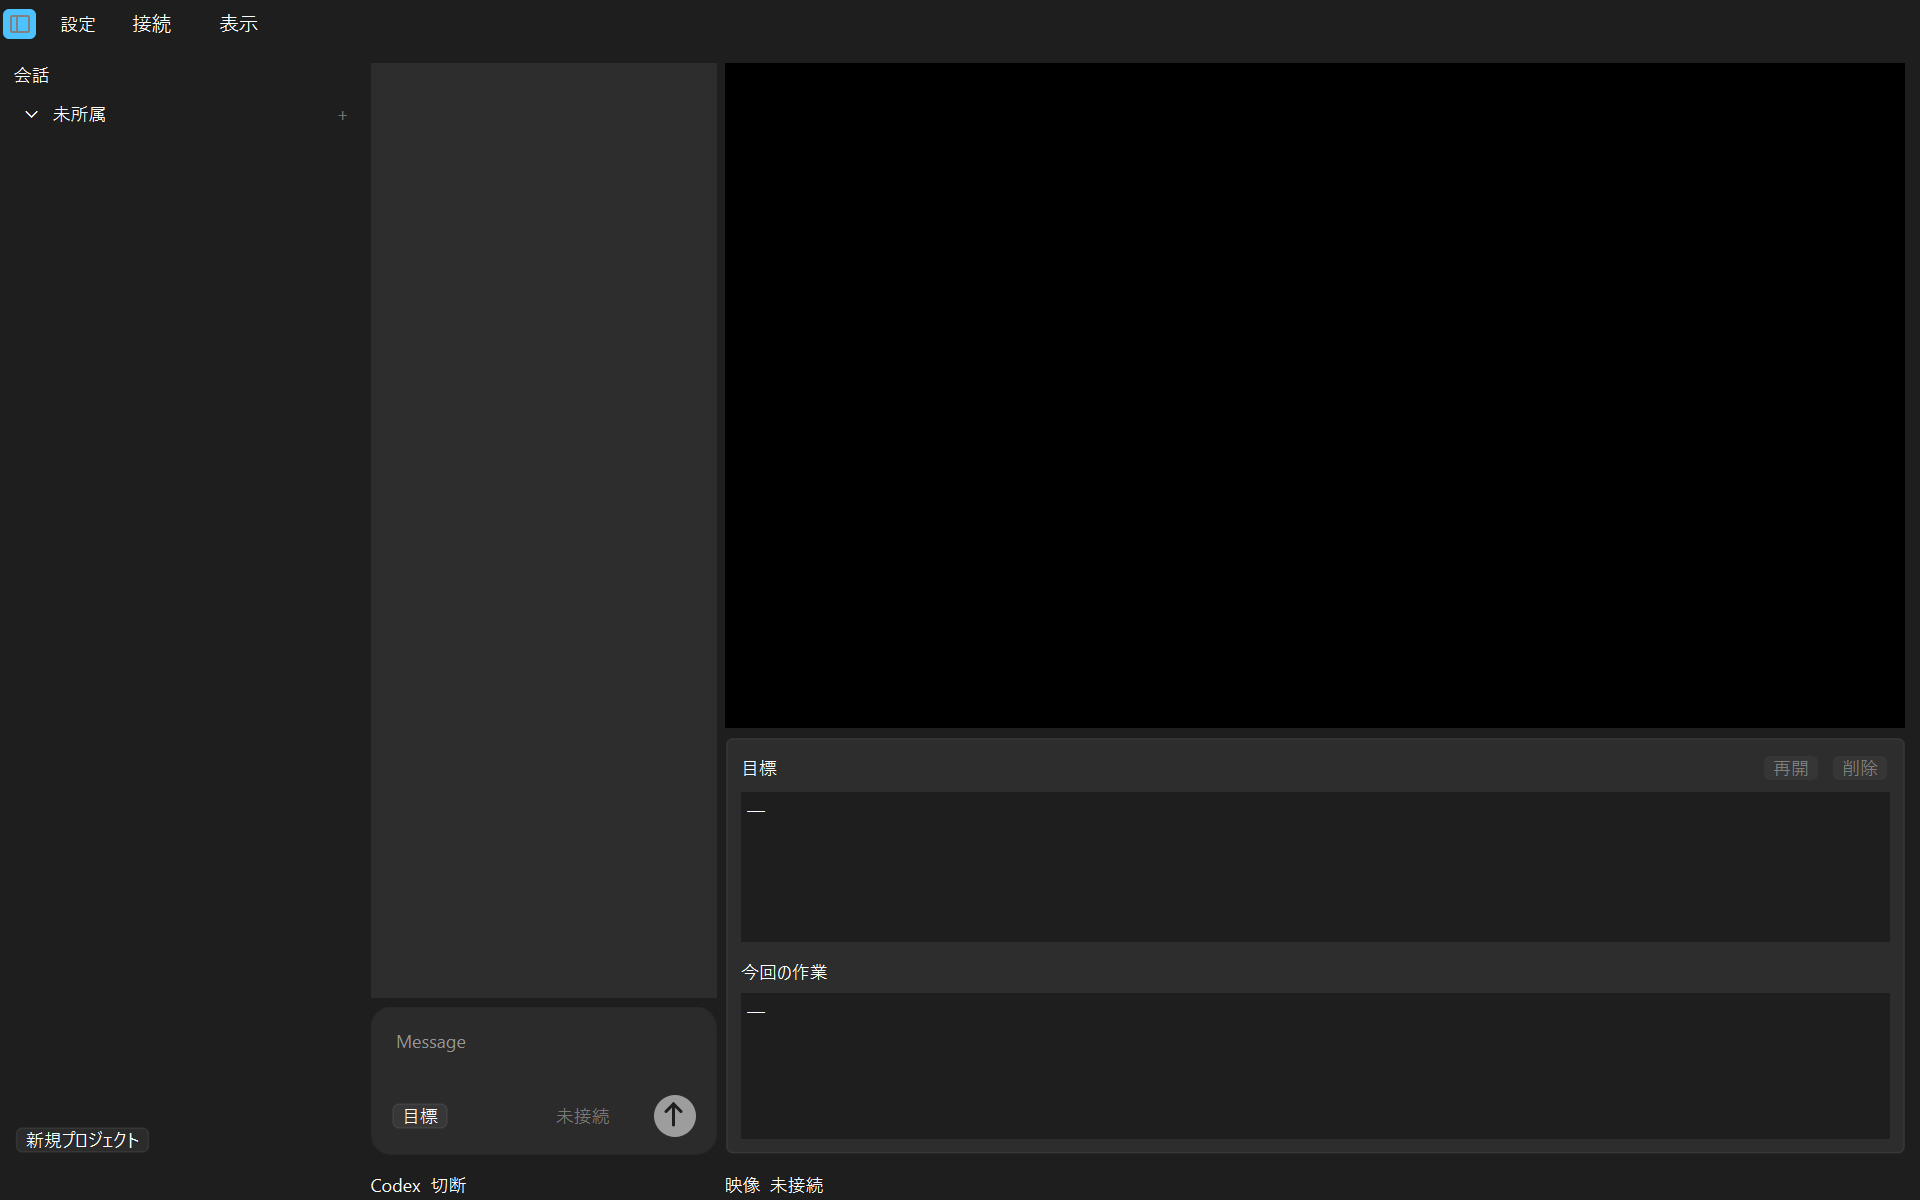 設定 接続 表示
会話
未所属 +
目標 再開 削除
—
今回の作業
—
Message
目標 未接続
新規プロジェクト
Codex 切断 映像 未接続